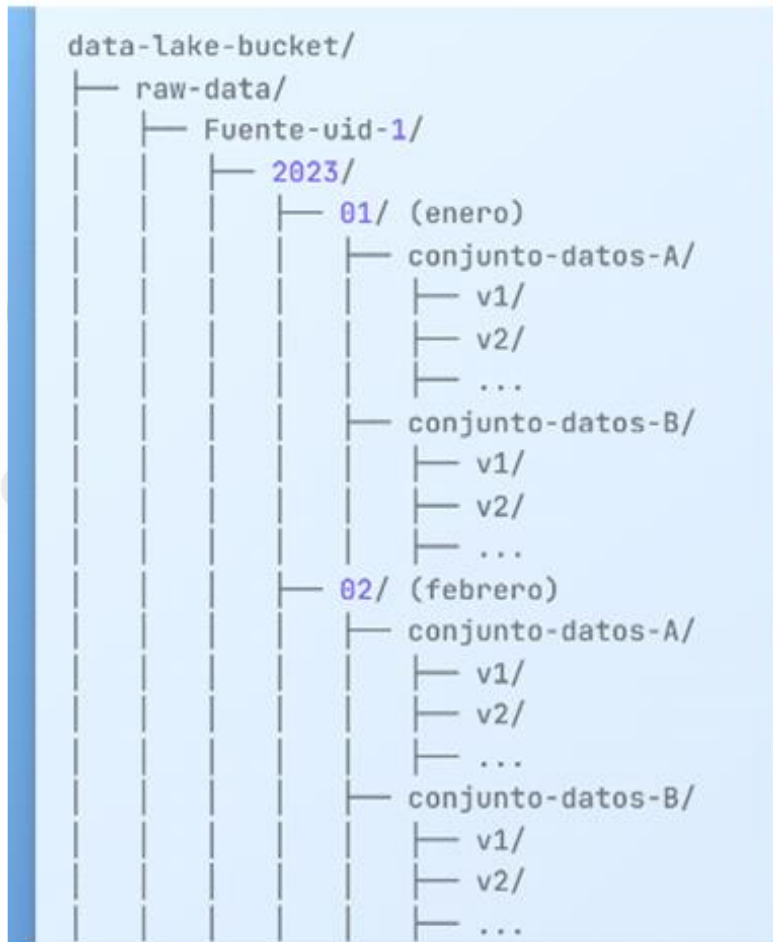 data-lake-bucket/
├── raw-data/
│   ├── Fuente-uid-1/
│   │   ├── 2023/
│   │   │   ├── 01/ (enero)
│   │   │   │   ├── conjunto-datos-A/
│   │   │   │   │   ├── v1/
│   │   │   │   │   ├── v2/
│   │   │   │   │   ├── ...
│   │   │   │   ├── conjunto-datos-B/
│   │   │   │   │   ├── v1/
│   │   │   │   │   ├── v2/
│   │   │   │   │   ├── ...
│   │   │   ├── 02/ (febrero)
│   │   │   │   ├── conjunto-datos-A/
│   │   │   │   │   ├── v1/
│   │   │   │   │   ├── v2/
│   │   │   │   │   ├── ...
│   │   │   │   ├── conjunto-datos-B/
│   │   │   │   │   ├── v1/
│   │   │   │   │   ├── v2/
│   │   │   │   │   ├── ...